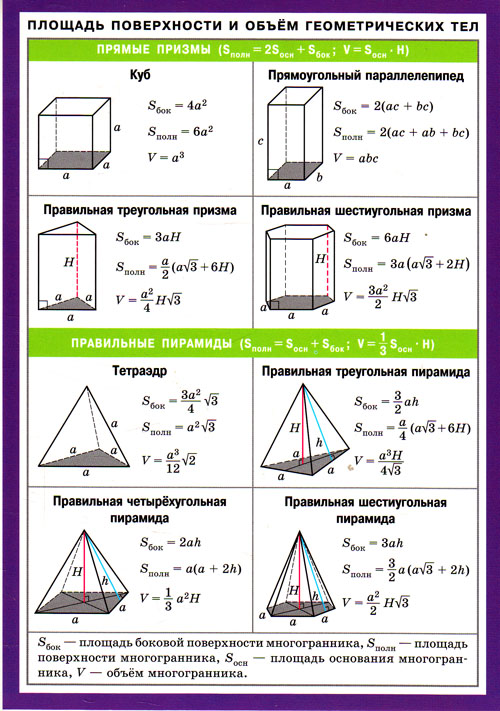 ПЛОЩАДЬ ПОВЕРХНОСТИ И ОБЪЁМ ГЕОМЕТРИЧЕСКИХ ТЕЛ
ПРЯМЫЕ ПРИЗМЫ (Sполн = 2Sосн + Sбок; V = Sосн · H)
Куб
Sбок = 4a²
Sполн = 6a²
V = a³
a
a
a
Прямоугольный параллелепипед
Sбок = 2(ac + bc)
Sполн = 2(ac + ab + bc)
V = abc
c
b
a
Правильная треугольная призма
Sбок = 3aH
Sполн = a/2 (a√3 + 6H)
V = a²/4 H√3
H
a
a
a
Правильная шестиугольная призма
Sбок = 6aH
Sполн = 3a(a√3 + 2H)
V = 3a²/2 H√3
H
a
a
ПРАВИЛЬНЫЕ ПИРАМИДЫ (Sполн = Sосн + Sбок; V = 1/3 Sосн · H)
Тетраэдр
Sбок = 3a²/4 √3
Sполн = a²√3
V = a³/12 √2
a
a
a
a
Правильная треугольная пирамида
Sбок = 3/2 ah
Sполн = a/4 (a√3 + 6H)
V = a³H/4√3
H
h
a
a
a
Правильная четырёхугольная
пирамида
Sбок = 2ah
Sполн = a(a + 2h)
V = 1/3 a²H
H
h
a
a
Правильная шестиугольная
пирамида
Sбок = 3ah
Sполн = 3/2 a(a√3 + 2h)
V = a²/2 H√3
H
h
a
a
Sбок — площадь боковой поверхности многогранника, Sполн — площадь
поверхности многогранника, Sосн — площадь основания многогран-
ника, V — объём многогранника.